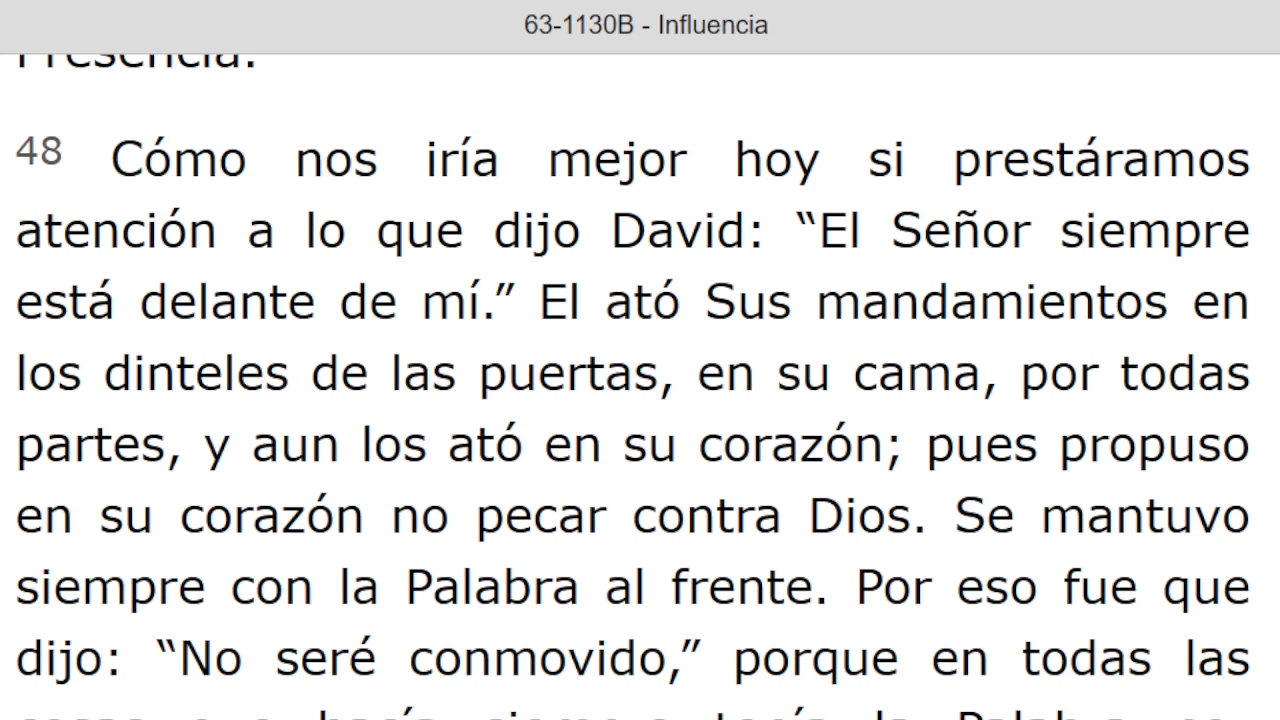 63-1130B - Influencia
Presencia.
48 Cómo nos iría mejor hoy si prestáramos
atención a lo que dijo David: “El Señor siempre
está delante de mí.” El ató Sus mandamientos en
los dinteles de las puertas, en su cama, por todas
partes, y aun los ató en su corazón; pues propuso
en su corazón no pecar contra Dios. Se mantuvo
siempre con la Palabra al frente. Por eso fue que
dijo: “No seré conmovido,” porque en todas las